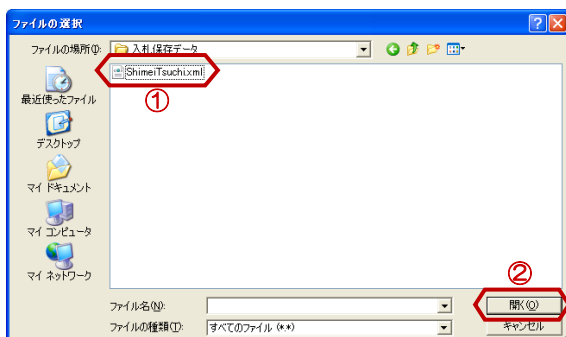 ファイルの選択
ファイルの場所(I):
入札保存データ
ShimeiTsuchi.xml
①
最近使ったファイル
デスクトップ
マイ ドキュメント
マイ コンピュータ
マイ ネットワーク
②
ファイル名(N):
開く(O)
ファイルの種類(T):
すべてのファイル (*.*)
キャンセル